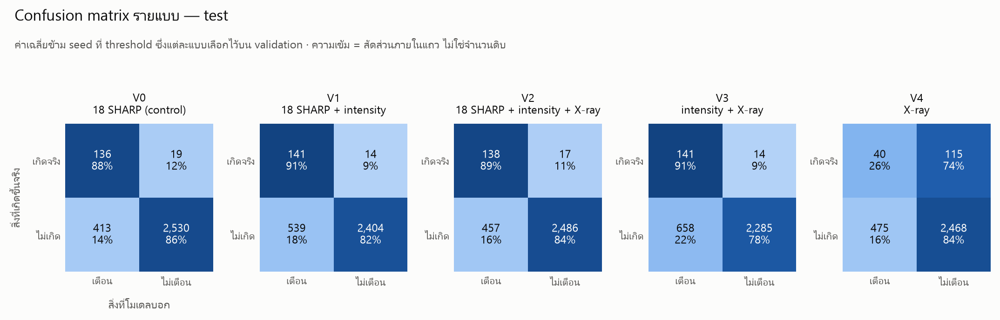 Confusion matrix รายแบบ — test
ค่าเฉลี่ยข้าม seed ที่ threshold ซึ่งแต่ละแบบเลือกไว้บน validation · ความเข้ม = สัดส่วนภายในแถว ไม่ใช่จำนวนดิบ
V0
18 SHARP (control)
V1
18 SHARP + intensity
V2
18 SHARP + intensity + X-ray
V3
intensity + X-ray
V4
X-ray
สิ่งที่เกิดขึ้นจริง
เกิดจริง
136
88%
19
12%
ไม่เกิด
413
14%
2,530
86%
เตือน
ไม่เตือน
สิ่งที่โมเดลบอก
เกิดจริง
141
91%
14
9%
ไม่เกิด
539
18%
2,404
82%
เตือน
ไม่เตือน
เกิดจริง
138
89%
17
11%
ไม่เกิด
457
16%
2,486
84%
เตือน
ไม่เตือน
เกิดจริง
141
91%
14
9%
ไม่เกิด
658
22%
2,285
78%
เตือน
ไม่เตือน
เกิดจริง
40
26%
115
74%
ไม่เกิด
475
16%
2,468
84%
เตือน
ไม่เตือน